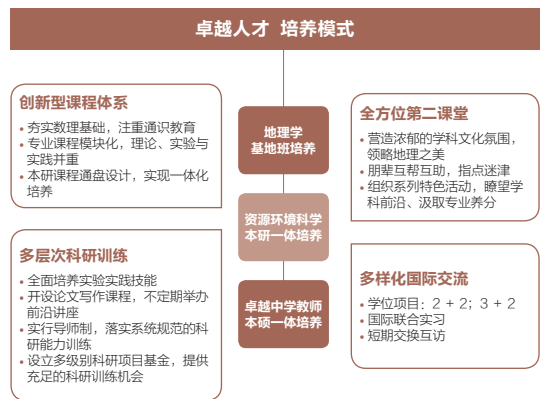 卓越人才 培养模式
创新型课程体系
• 夯实数理基础，注重通识教育
• 专业课程模块化，理论、实验与
实践并重
• 本研课程通盘设计，实现一体化
培养
多层次科研训练
• 全面培养实验实践技能
• 开设论文写作课程，不定期举办
前沿讲座
• 实行导师制，落实系统规范的科
研能力训练
• 设立多级别科研项目基金，提供
充足的科研训练机会
地理学
基地班培养
资源环境科学
本研一体培养
卓越中学教师
本硕一体培养
全方位第二课堂
• 营造浓郁的学科文化氛围，
领略地理之美
• 朋辈互帮互助，指点迷津
• 组织系列特色活动，瞭望学
科前沿、汲取专业养分
多样化国际交流
• 学位项目：2 + 2；3 + 2
• 国际联合实习
• 短期交换互访